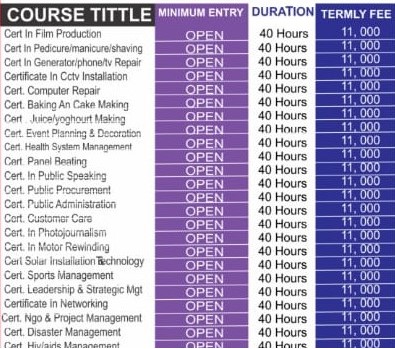 COURSE TITTLE MINIMUM ENTRY DURATION TERMLY FEE
Cert In Film Production OPEN 40 Hours 11, 000
Cert In Pedicure/manicure/shaving OPEN 40 Hours 11, 000
Cert In Generator/phone/tv Repair OPEN 40 Hours 11, 000
Certificate In Cctv Installation OPEN 40 Hours 11, 000
Cert. Computer Repair OPEN 40 Hours 11, 000
Cert. Baking An Cake Making OPEN 40 Hours 11, 000
Cert . Juice/yoghourt Making OPEN 40 Hours 11, 000
Cert. Event Planning & Decoration OPEN 40 Hours 11, 000
Cert. Health System Management OPEN 40 Hours 11, 000
Cert. Panel Beating OPEN 40 Hours 11, 000
Cert. In Public Speaking OPEN 40 Hours 11, 000
Cert. Public Procurement OPEN 40 Hours 11, 000
Cert. Public Administration OPEN 40 Hours 11, 000
Cert. Customer Care OPEN 40 Hours 11, 000
Cert. In Photojournalism OPEN 40 Hours 11, 000
Cert. In Motor Rewinding OPEN 40 Hours 11, 000
Cert Solar Installation Technology OPEN 40 Hours 11, 000
Cert. Sports Management OPEN 40 Hours 11, 000
Cert. Leadership & Strategic Mgt OPEN 40 Hours 11, 000
Certificate in Networking OPEN 40 Hours 11, 000
Cert. Ngo & Project Management OPEN 40 Hours 11, 000
Cert. Disaster Management OPEN 40 Hours 11, 000
Cert. Hiv/aids Management OPEN 40 Hours 11, 000